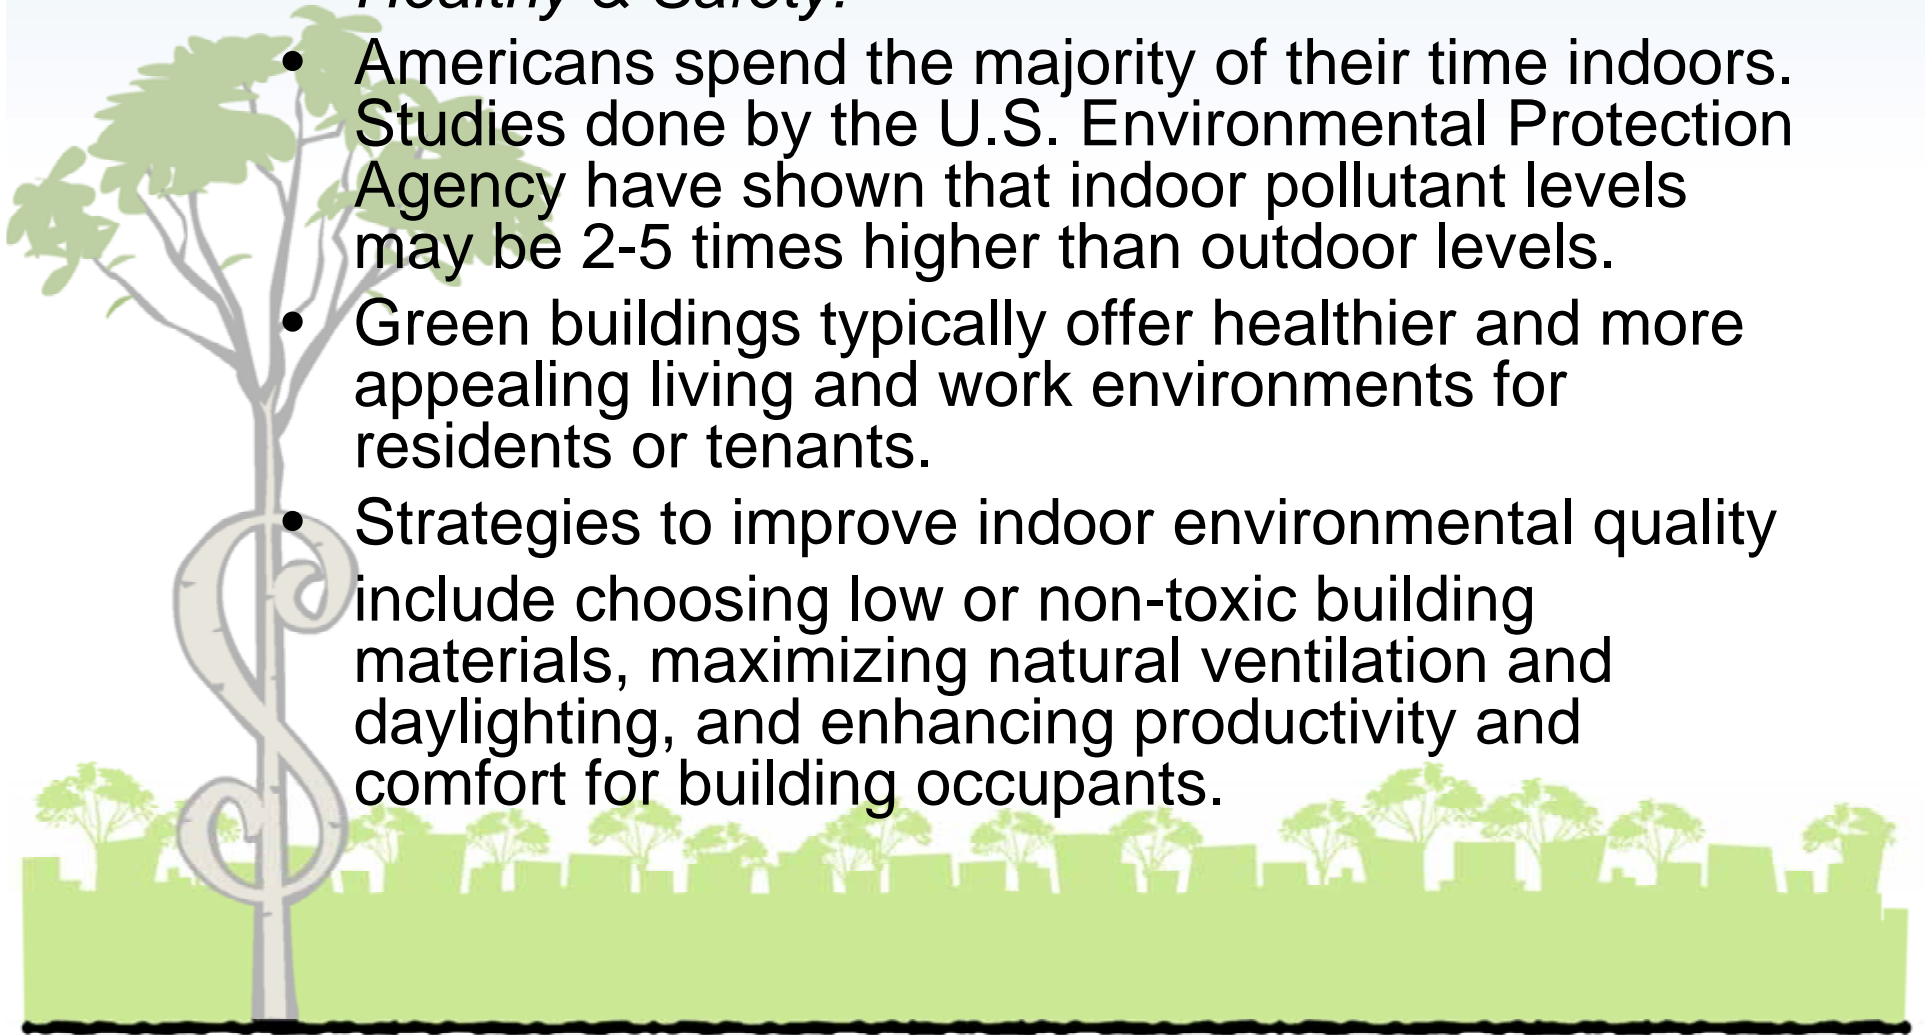 Healthy & Safety:
• Americans spend the majority of their time indoors.
Studies done by the U.S. Environmental Protection
Agency have shown that indoor pollutant levels
may be 2-5 times higher than outdoor levels.
• Green buildings typically offer healthier and more
appealing living and work environments for
residents or tenants.
• Strategies to improve indoor environmental quality
include choosing low or non-toxic building
materials, maximizing natural ventilation and
daylighting, and enhancing productivity and
comfort for building occupants.